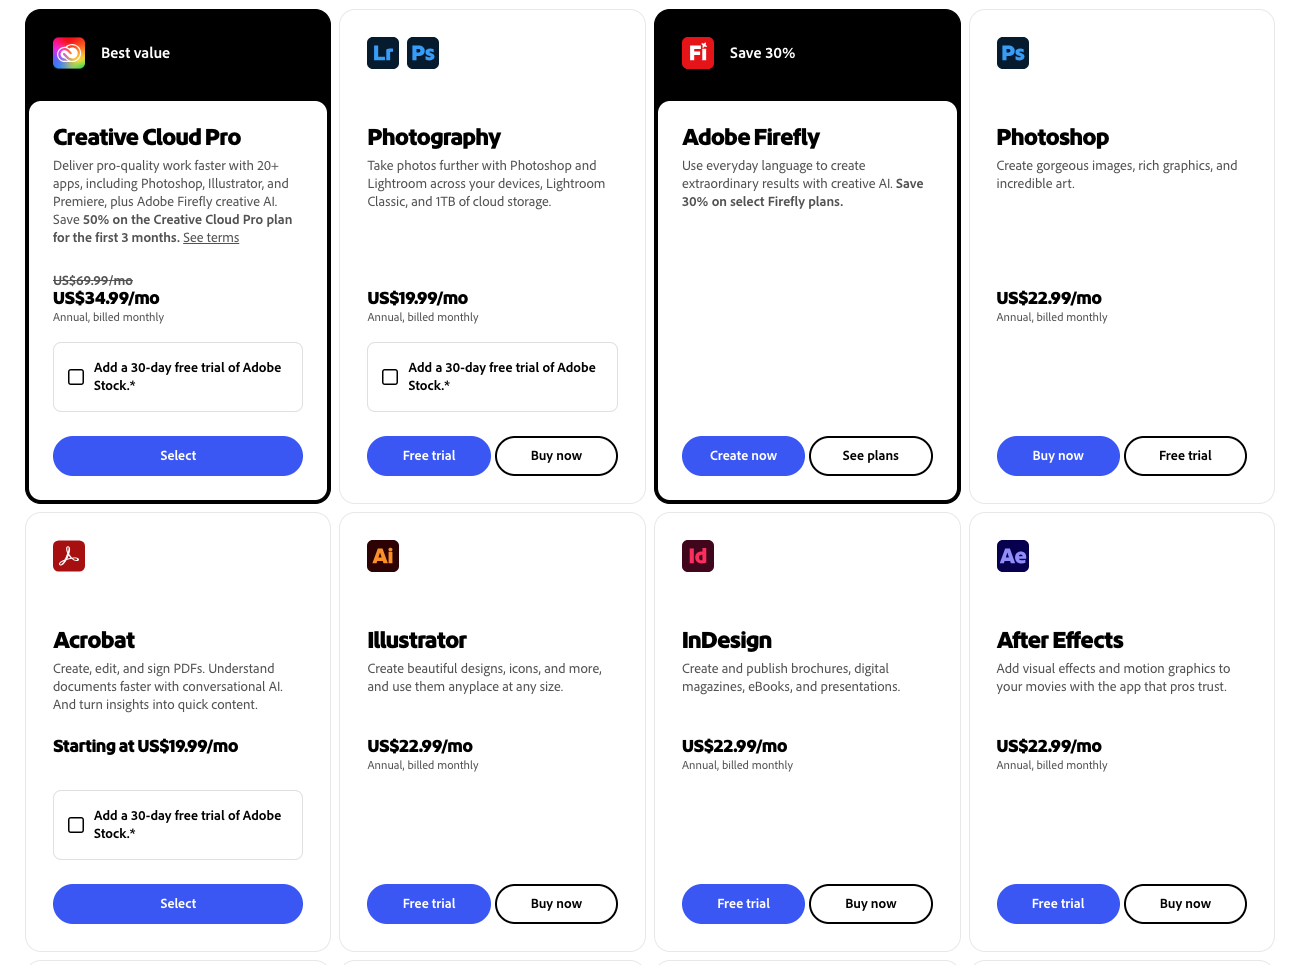 Best value
Creative Cloud Pro
Deliver pro-quality work faster with 20+
apps, including Photoshop, Illustrator, and
Premiere, plus Adobe Firefly creative AI.
Save 50% on the Creative Cloud Pro plan
for the first 3 months. See terms
US$69.99/mo
US$34.99/mo
Annual, billed monthly
Add a 30-day free trial of Adobe
Stock.*
Select
Lr Ps
Photography
Take photos further with Photoshop and
Lightroom across your devices, Lightroom
Classic, and 1TB of cloud storage.
US$19.99/mo
Annual, billed monthly
Add a 30-day free trial of Adobe
Stock.*
Free trial Buy now
Fi Save 30%
Adobe Firefly
Use everyday language to create
extraordinary results with creative AI. Save
30% on select Firefly plans.
Create now See plans
Ps
Photoshop
Create gorgeous images, rich graphics, and
incredible art.
US$22.99/mo
Annual, billed monthly
Buy now Free trial
Acrobat
Create, edit, and sign PDFs. Understand
documents faster with conversational AI.
And turn insights into quick content.
Starting at US$19.99/mo
Add a 30-day free trial of Adobe
Stock.*
Select
Ai
Illustrator
Create beautiful designs, icons, and more,
and use them anyplace at any size.
US$22.99/mo
Annual, billed monthly
Free trial Buy now
Id
InDesign
Create and publish brochures, digital
magazines, eBooks, and presentations.
US$22.99/mo
Annual, billed monthly
Free trial Buy now
Ae
After Effects
Add visual effects and motion graphics to
your movies with the app that pros trust.
US$22.99/mo
Annual, billed monthly
Free trial Buy now